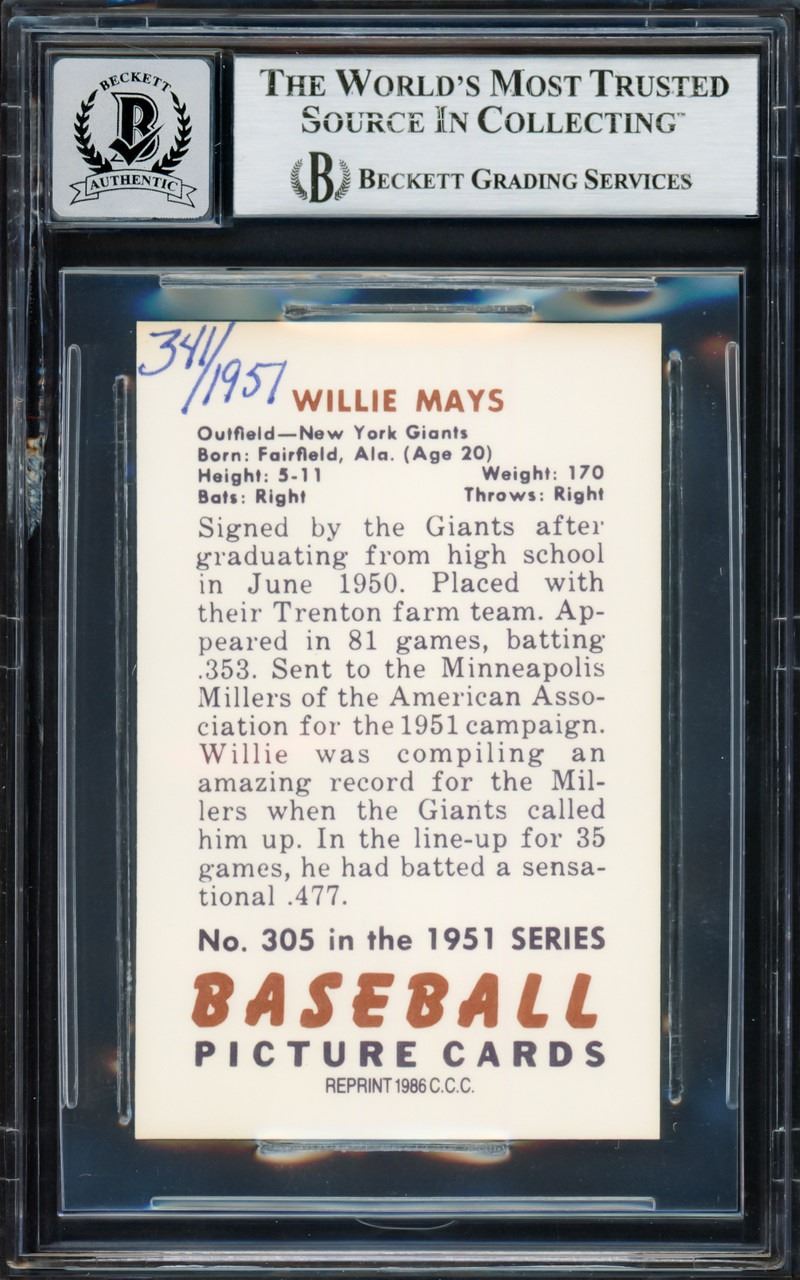 BECKETT
B
AUTHENTIC
THE WORLD'S MOST TRUSTED
SOURCE IN COLLECTING™
B BECKETT GRADING SERVICES
341/1951
WILLIE MAYS
Outfield—New York Giants
Born: Fairfield, Ala. (Age 20)
Height: 5-11 Weight: 170
Bats: Right Throws: Right
Signed by the Giants after
graduating from high school
in June 1950. Placed with
their Trenton farm team. Ap-
peared in 81 games, batting
.353. Sent to the Minneapolis
Millers of the American Asso-
ciation for the 1951 campaign.
Willie was compiling an
amazing record for the Mil-
lers when the Giants called
him up. In the line-up for 35
games, he had batted a sensa-
tional .477.
No. 305 in the 1951 SERIES
BASEBALL
PICTURE CARDS
REPRINT 1986 C.C.C.